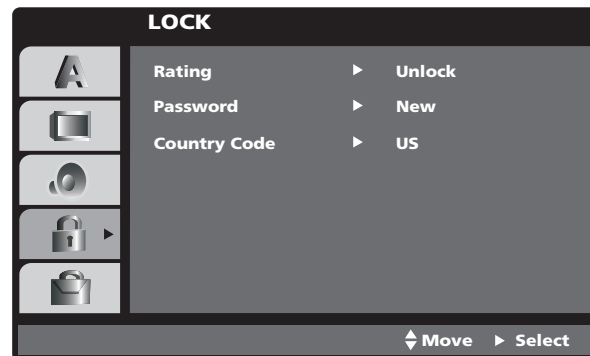 LOCK
Rating ▶ Unlock
Password ▶ New
Country Code ▶ US
Move ▶ Select